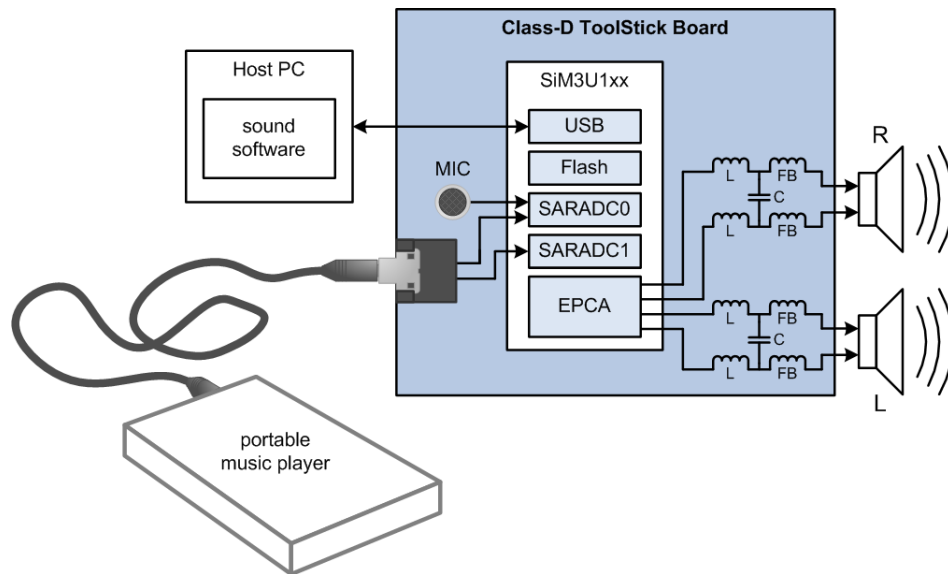 Class-D ToolStick Board
Host PC
sound
software
SiM3U1xx
USB
Flash
MIC
SARADC0
SARADC1
EPCA
L
FB
C
L
FB
R
L
FB
C
L
FB
L
portable
music player